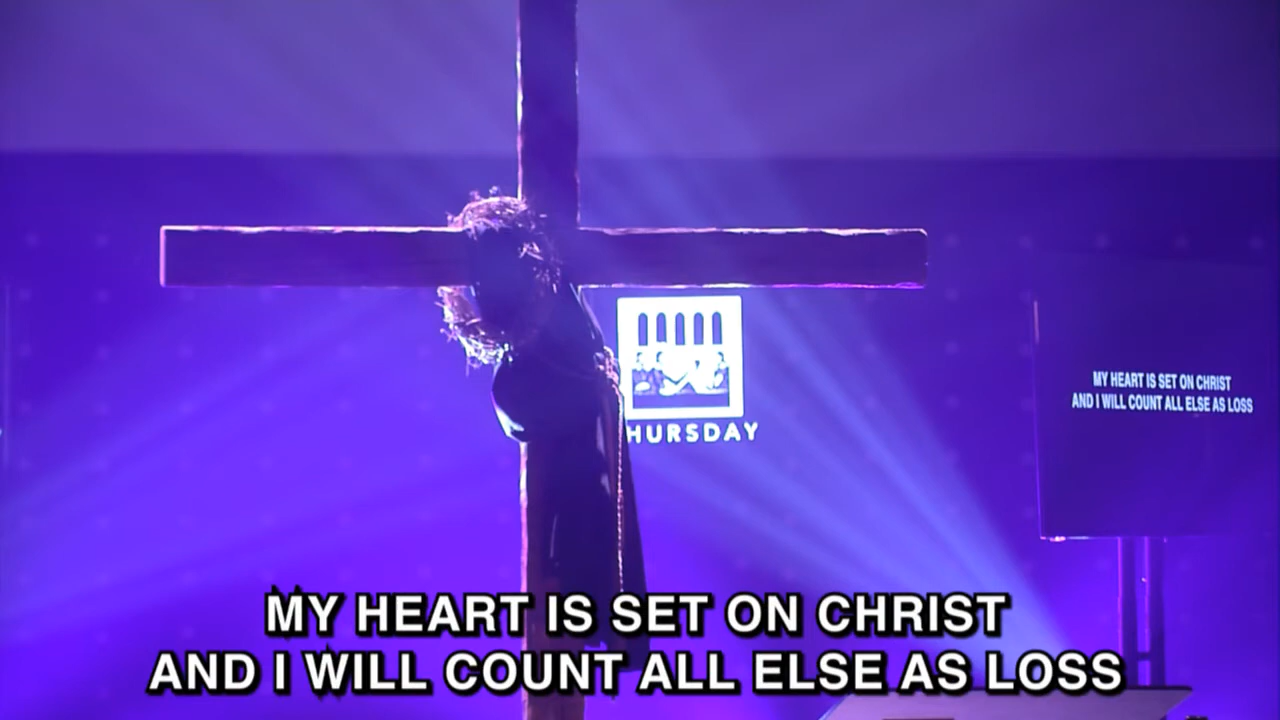 HURSDAY
MY HEART IS SET ON CHRIST
AND I WILL COUNT ALL ELSE AS LOSS
MY HEART IS SET ON CHRIST
AND I WILL COUNT ALL ELSE AS LOSS